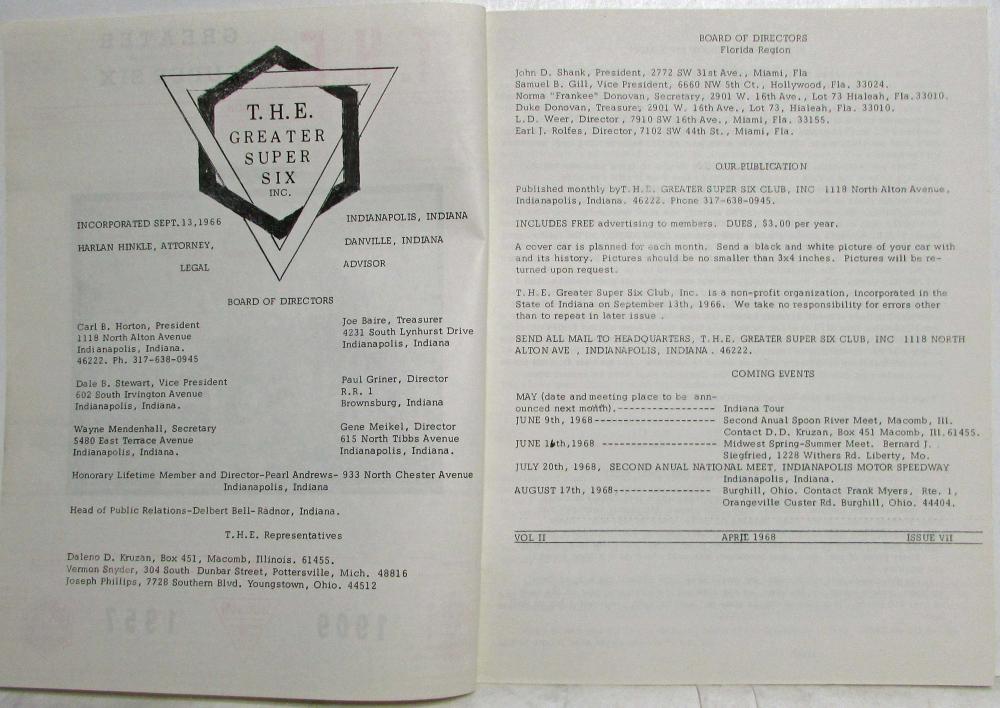 T.H.E.
GREATER
SUPER
SIX
INC.
INCORPORATED SEPT.13,1966
INDIANAPOLIS, INDIANA
HARLAN HINKLE, ATTORNEY,
DANVILLE, INDIANA
LEGAL
ADVISOR
BOARD OF DIRECTORS
Carl B. Horton, President
1118 North Alton Avenue
Indianapolis, Indiana.
46222. Ph. 317-638-0945
Joe Baire, Treasurer
4231 South Lynhurst Drive
Indianapolis, Indiana
Dale B. Stewart, Vice President
602 South Irvington Avenue
Indianapolis, Indiana.
Paul Griner, Director
R.R. 1
Brownsburg, Indiana
Wayne Mendenhall, Secretary
5480 East Terrace Avenue
Indianapolis, Indiana.
Gene Meikel, Director
615 North Tibbs Avenue
Indianapolis, Indiana.
Honorary Lifetime Member and Director-Pearl Andrews- 933 North Chester Avenue
Indianapolis, Indiana
Head of Public Relations-Delbert Bell-Radnor, Indiana.
T.H.E. Representatives
Daleno D. Kruzan, Box 451, Macomb, Illinois. 61455.
Vernon Snyder, 304 South Dunbar Street, Pottersville, Mich. 48816
Joseph Phillips, 7728 Southern Blvd. Youngstown, Ohio. 44512
1957
1909
BOARD OF DIRECTORS
Florida Region
John D. Shank, President, 2772 SW 31st Ave., Miami, Fla
Samuel B. Gill, Vice President, 6660 NW 5th Ct., Hollywood, Fla. 33024.
Norma "Frankee" Donovan, Secretary, 2901 W. 16th Ave., Lot 73 Hialeah, Fla.33010.
Duke Donovan, Treasure, 2901 W. 16th Ave., Lot 73, Hialeah, Fla. 33010.
L.D. Weer, Director , 7910 SW 16th Ave., Miami, Fla. 33155.
Earl J. Rolfes, Director, 7102 SW 44th St., Miami, Fla.
OUR PUBLICATION
Published monthly byT.H.E. GREATER SUPER SIX CLUB, INC 1118 North Alton Avenue,
Indianapolis, Indiana. 46222. Phone 317-638-0945.
INCLUDES FREE advertising to members. DUES, $3.00 per year.
A cover car is planned for each month. Send a black and white picture of your car with
and its history. Pictures should be no smaller than 3x4 inches. Pictures will be re-
turned upon request.
T.H.E. Greater Super Six Club, Inc. is a non-profit organization, incorporated in the
State of Indiana on September 13th, 1966. We take no responsibility for errors other
than to repeat in later issue .
SEND ALL MAIL TO HEADQUARTERS, T.H.E. GREATER SUPER SIX CLUB, INC 1118 NORTH
ALTON AVE , INDIANAPOLIS, INDIANA . 46222.
COMING EVENTS
MAY (date and meeting place to be ann-
ounced next month).--------------- Indiana Tour
JUNE 9th, 1968------------------ Second Anual Spoon River Meet, Macomb, Ill.
Contact D.D. Kruzan, Box 451 Macomb, Ill.61455.
JUNE 16th,1968 ----------------- Midwest Spring-Summer Meet. Bernard J.
Siegfried, 1228 Withers Rd. Liberty, Mo.
JULY 20th, 1968, SECOND ANUAL NATIONAL MEET, INDIANAPOLIS MOTOR SPEEDWAY
Indianapolis, Indiana.
AUGUST 17th, 1968--------------- Burghill, Ohio. Contact Frank Myers, Rte. 1,
Orangeville Custer Rd. Burghill, Ohio. 44404.
VOL II APRIL 1968 ISSUE VII